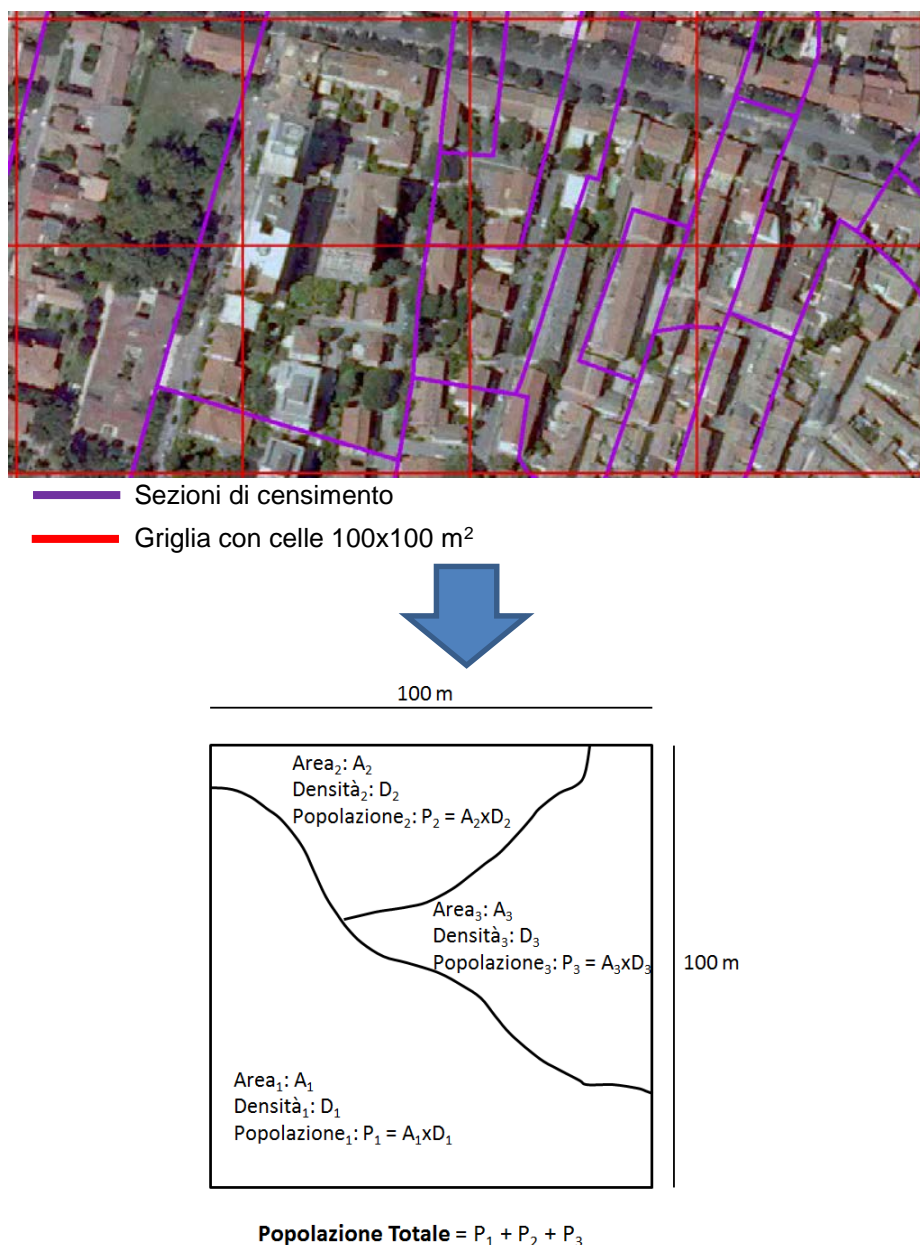 Sezioni di censimento
Griglia con celle 100x100 m²
100 m
Area₂: A₂
Densità₂: D₂
Popolazione₂: P₂ = A₂xD₂
Area₃: A₃
Densità₃: D₃
Popolazione₃: P₃ = A₃xD₃
100 m
Area₁: A₁
Densità₁: D₁
Popolazione₁: P₁ = A₁xD₁
Popolazione Totale = P₁ + P₂ + P₃